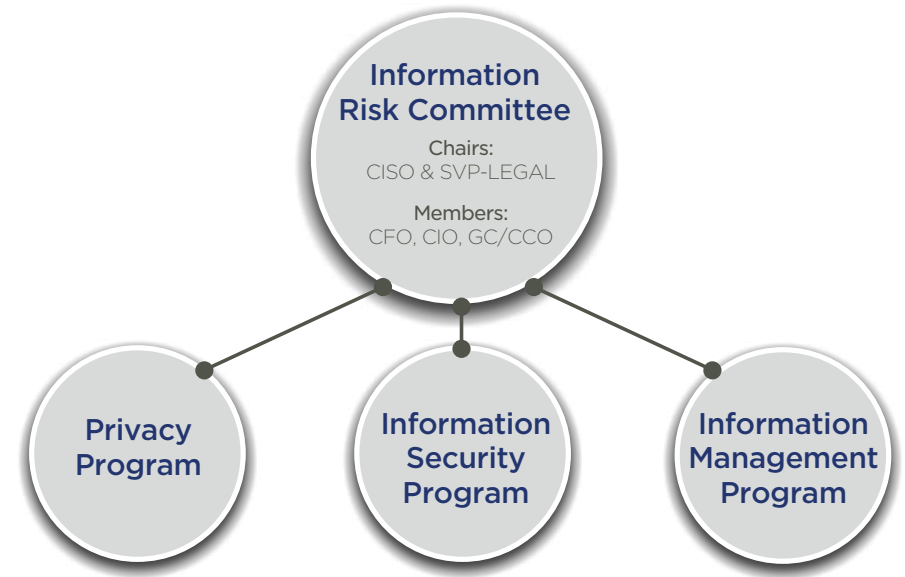 Information
Risk Committee
Chairs:
CISO & SVP-LEGAL
Members:
CFO, CIO, GC/CCO
Privacy
Program
Information
Security
Program
Information
Management
Program